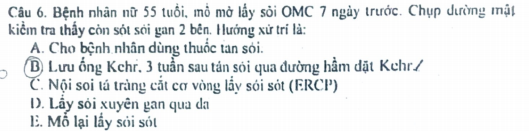 Câu 6. Bệnh nhân nữ 55 tuổi, mổ mở lấy sỏi OMC 7 ngày trước. Chụp đường mật
kiểm tra thấy còn sót sỏi gan 2 bên. Hướng xử trí là:
A. Cho bệnh nhân dùng thuốc tan sỏi.
B. Lưu ống Kehr, 3 tuần sau tán sỏi qua đường hầm đặt Kehr
C. Nội soi tá tràng cắt cơ vòng lấy sỏi sót (ERCP)
D. Lấy sỏi xuyên gan qua da
E. Mổ lại lấy sỏi sót